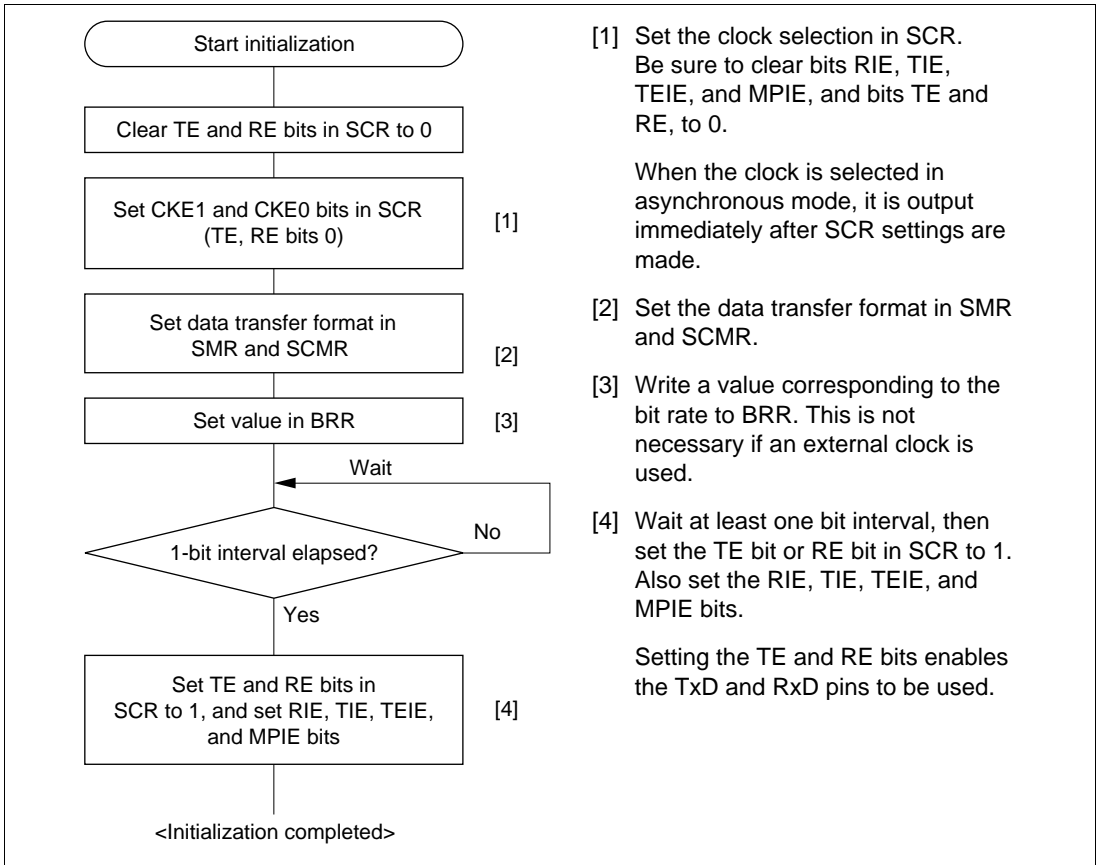 Start initialization
Clear TE and RE bits in SCR to 0
Set CKE1 and CKE0 bits in SCR
(TE, RE bits 0)
[1]
Set data transfer format in
SMR and SCMR
[2]
Set value in BRR
[3]
Wait
1-bit interval elapsed?
No
Yes
Set TE and RE bits in
SCR to 1, and set RIE, TIE, TEIE,
and MPIE bits
[4]
<Initialization completed>
[1] Set the clock selection in SCR.
Be sure to clear bits RIE, TIE,
TEIE, and MPIE, and bits TE and
RE, to 0.
When the clock is selected in
asynchronous mode, it is output
immediately after SCR settings are
made.
[2] Set the data transfer format in SMR
and SCMR.
[3] Write a value corresponding to the
bit rate to BRR. This is not
necessary if an external clock is
used.
[4] Wait at least one bit interval, then
set the TE bit or RE bit in SCR to 1.
Also set the RIE, TIE, TEIE, and
MPIE bits.
Setting the TE and RE bits enables
the TxD and RxD pins to be used.